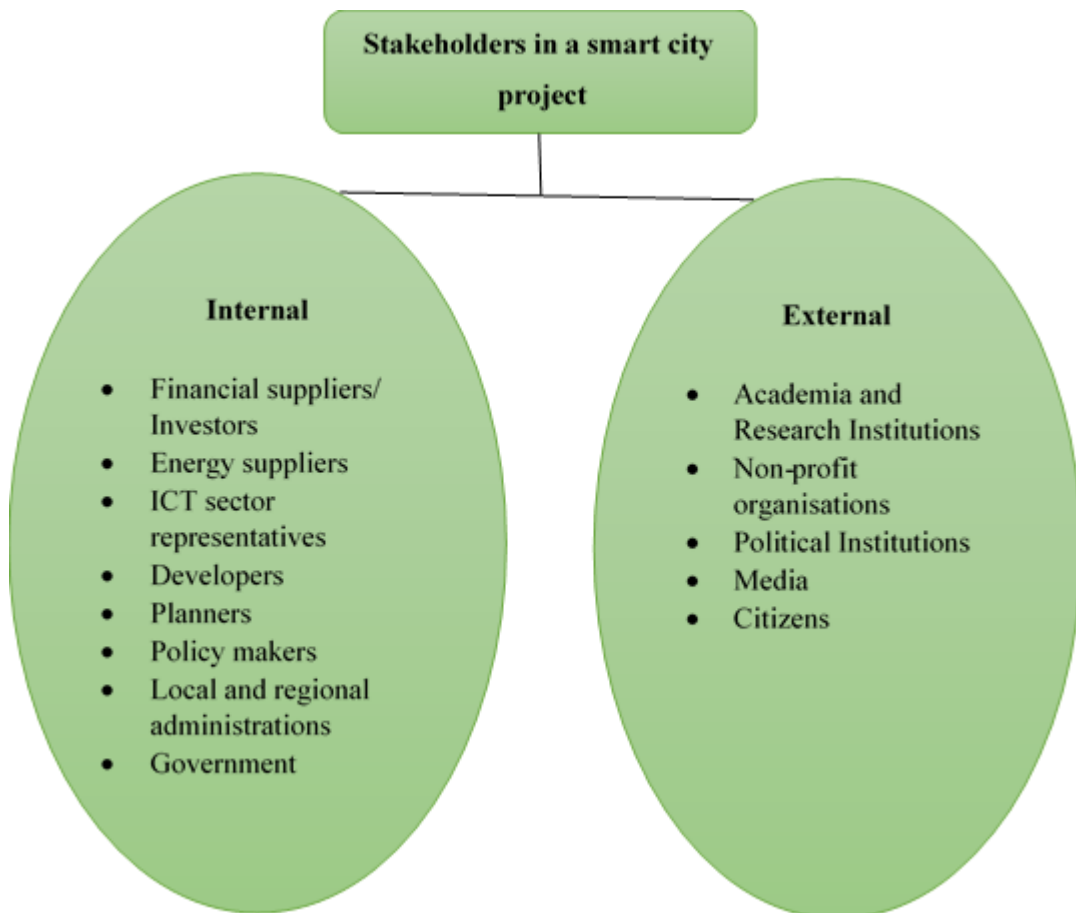 Stakeholders in a smart city
project
Internal
• Financial suppliers/
Investors
• Energy suppliers
• ICT sector
representatives
• Developers
• Planners
• Policy makers
• Local and regional
administrations
• Government
External
• Academia and
Research Institutions
• Non-profit
organisations
• Political Institutions
• Media
• Citizens